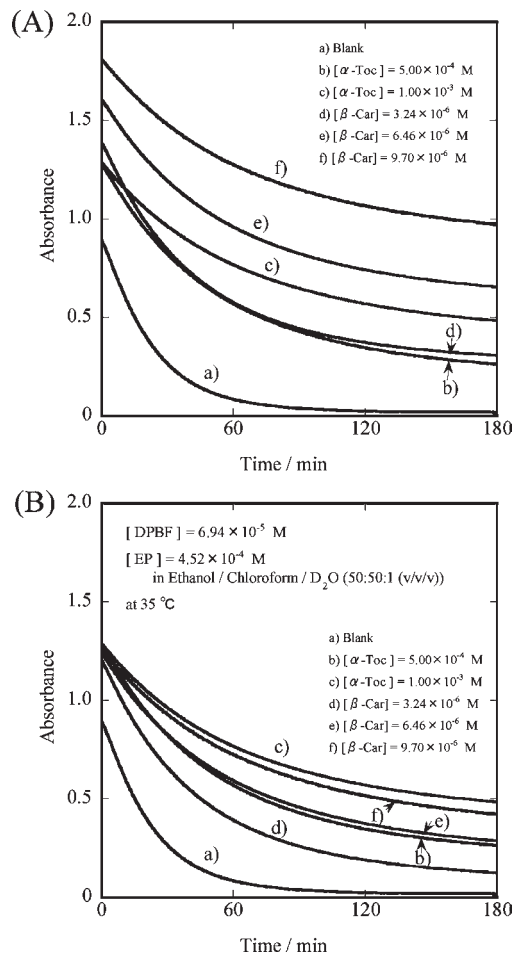 (A)
2.0
a) Blank
b) [α-Toc] = 5.00×10⁻⁴ M
c) [α-Toc] = 1.00×10⁻³ M
d) [β-Car] = 3.24×10⁻⁶ M
e) [β-Car] = 6.46×10⁻⁶ M
f) [β-Car] = 9.70×10⁻⁶ M
1.5
f)
e)
1.0
c)
Absorbance
0.5
d)
a)
b)
0
0 60 120 180
Time / min
(B)
2.0
[DPBF] = 6.94×10⁻⁵ M
[EP] = 4.52×10⁻⁴ M
in Ethanol / Chloroform / D₂O (50:50:1 (v/v/v))
at 35 °C
1.5
a) Blank
b) [α-Toc] = 5.00×10⁻⁴ M
c) [α-Toc] = 1.00×10⁻³ M
d) [β-Car] = 3.24×10⁻⁶ M
e) [β-Car] = 6.46×10⁻⁶ M
f) [β-Car] = 9.70×10⁻⁶ M
1.0
c)
Absorbance
0.5
f)
e)
d)
b)
a)
0
0 60 120 180
Time / min